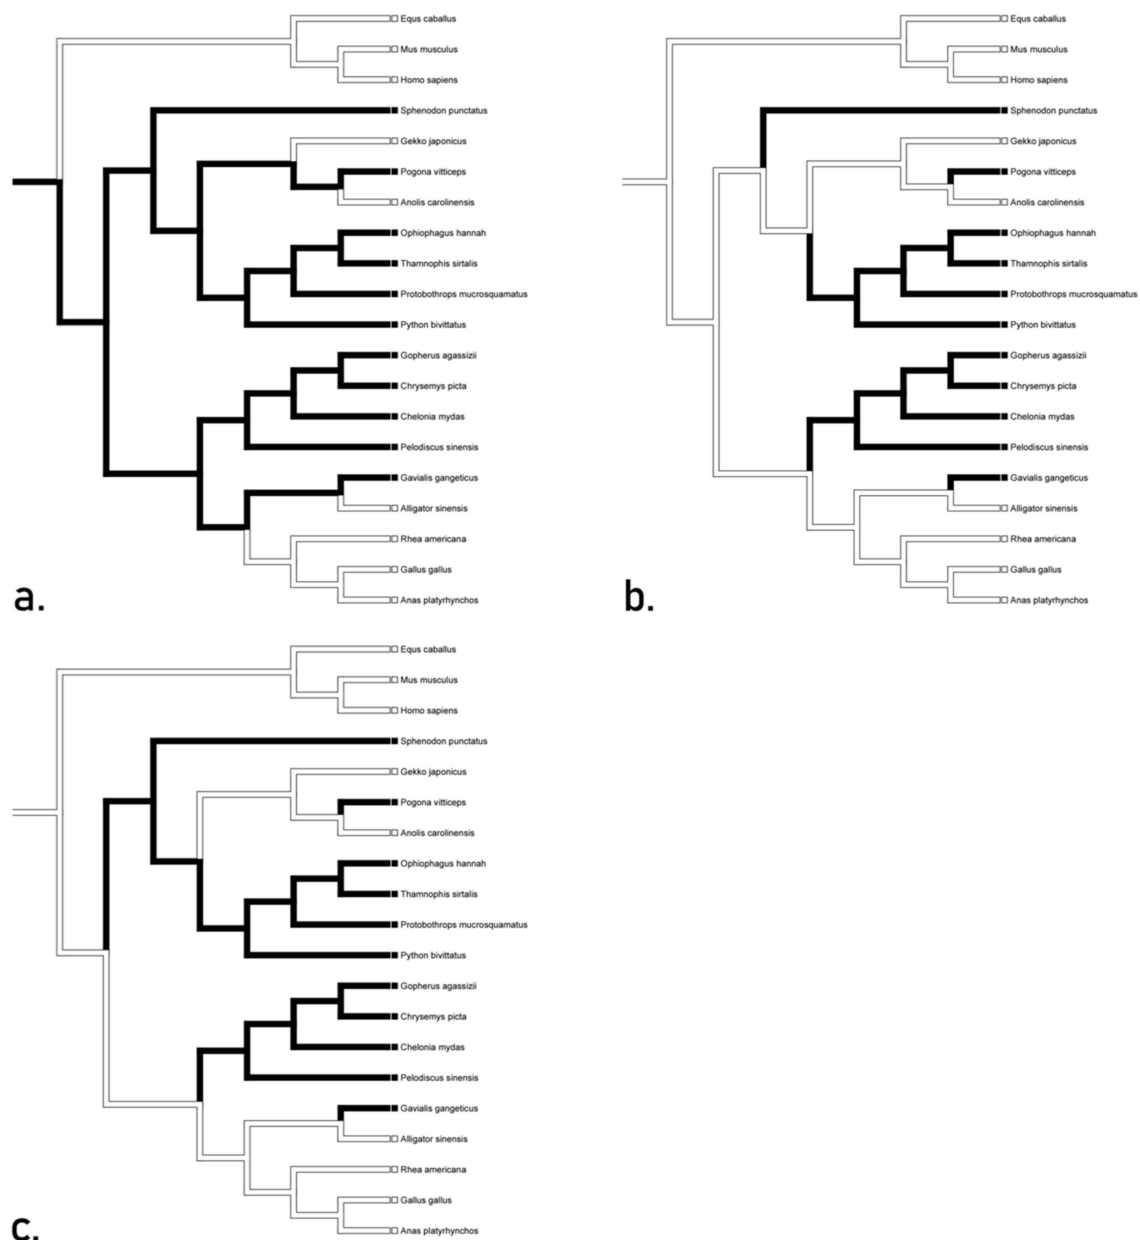 Equs caballus
Mus musculus
Homo sapiens
Sphenodon punctatus
Gekko japonicus
Pogona vitticeps
Anolis carolinensis
Ophiophagus hannah
Thamnophis sirtalis
Protobothrops mucrosquamatus
Python bivittatus
Gopherus agassizii
Chrysemys picta
Chelonia mydas
Pelodiscus sinensis
Gavialis gangeticus
Alligator sinensis
Rhea americana
Gallus gallus
Anas platyrhynchos
a.
Equs caballus
Mus musculus
Homo sapiens
Sphenodon punctatus
Gekko japonicus
Pogona vitticeps
Anolis carolinensis
Ophiophagus hannah
Thamnophis sirtalis
Protobothrops mucrosquamatus
Python bivittatus
Gopherus agassizii
Chrysemys picta
Chelonia mydas
Pelodiscus sinensis
Gavialis gangeticus
Alligator sinensis
Rhea americana
Gallus gallus
Anas platyrhynchos
b.
Equs caballus
Mus musculus
Homo sapiens
Sphenodon punctatus
Gekko japonicus
Pogona vitticeps
Anolis carolinensis
Ophiophagus hannah
Thamnophis sirtalis
Protobothrops mucrosquamatus
Python bivittatus
Gopherus agassizii
Chrysemys picta
Chelonia mydas
Pelodiscus sinensis
Gavialis gangeticus
Alligator sinensis
Rhea americana
Gallus gallus
Anas platyrhynchos
c.